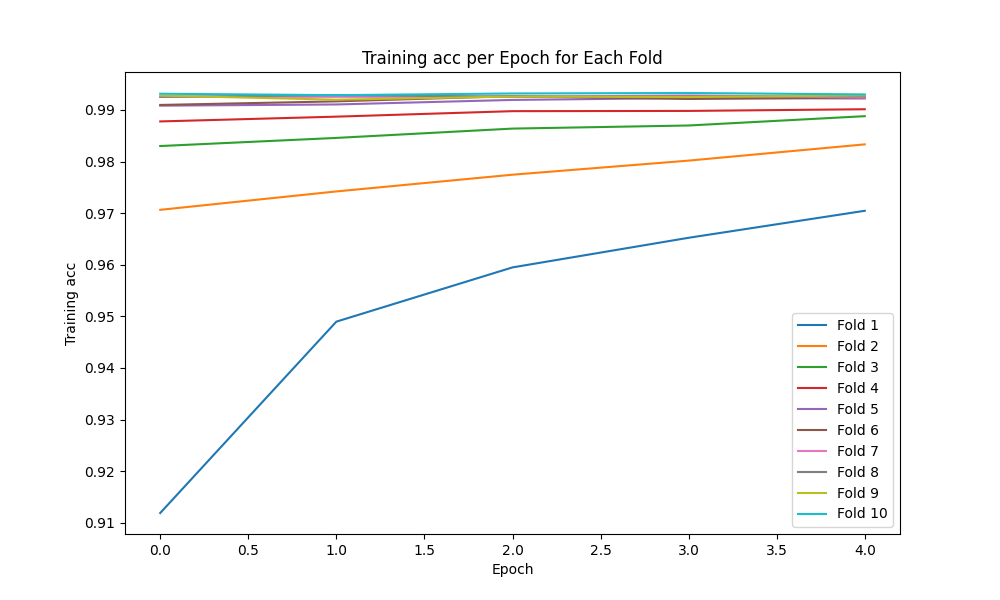 Training acc per Epoch for Each Fold
Training acc
0.99
0.98
0.97
0.96
0.95
0.94
0.93
0.92
0.91
Fold 1
Fold 2
Fold 3
Fold 4
Fold 5
Fold 6
Fold 7
Fold 8
Fold 9
Fold 10
0.0 0.5 1.0 1.5 2.0 2.5 3.0 3.5 4.0
Epoch